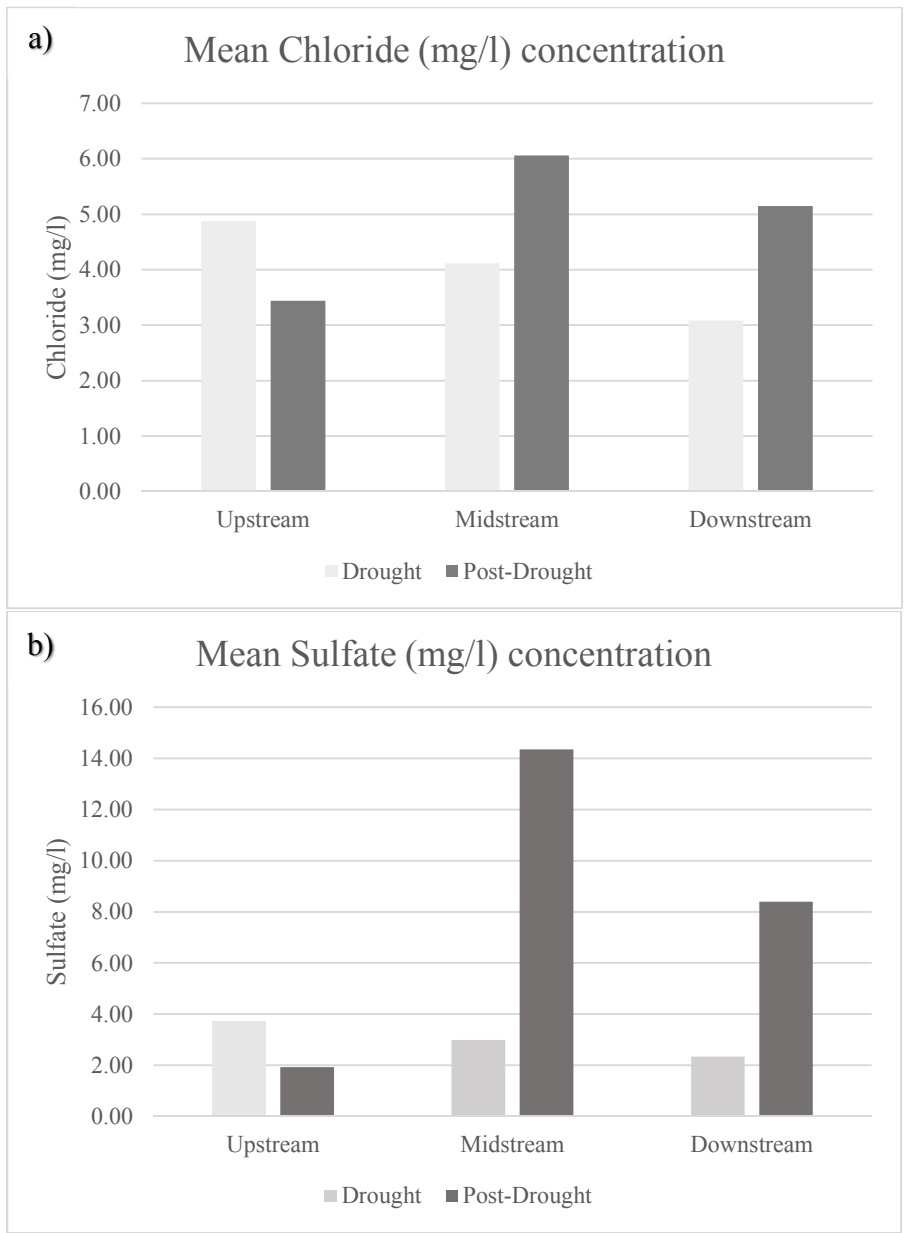 a)
Mean Chloride (mg/l) concentration
7.00
6.00
5.00
4.00
3.00
2.00
1.00
0.00
Chloride (mg/l)
Upstream
Midstream
Downstream
Drought
Post-Drought
b)
Mean Sulfate (mg/l) concentration
16.00
14.00
12.00
10.00
8.00
6.00
4.00
2.00
0.00
Sulfate (mg/l)
Upstream
Midstream
Downstream
Drought
Post-Drought